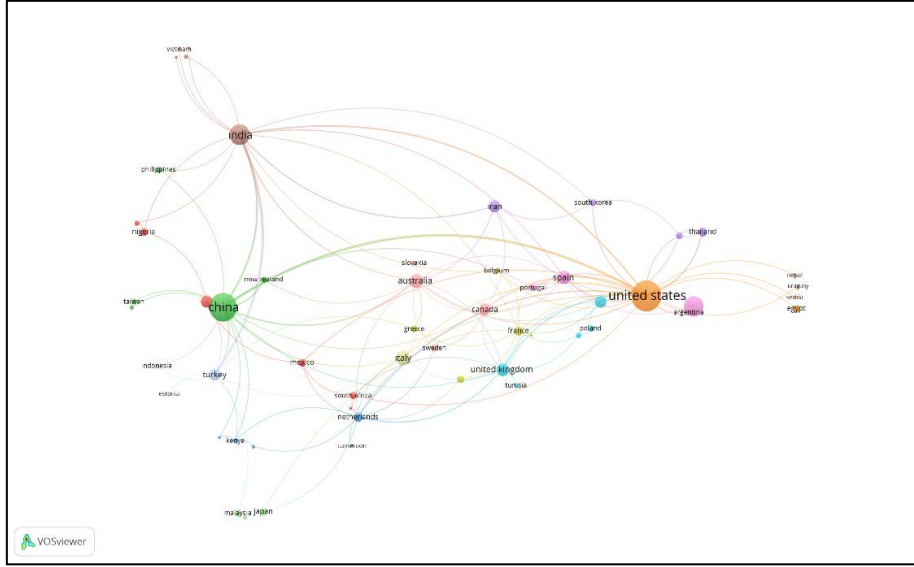 vietnam
india
philippines
iran
south korea
nigeria
thailand
slovakia
belgium
nepal
new zealand
australia
spain
uruguay
portugal
united states
serbia
taiwan
china
canada
argentina
egypt
greece
france
poland
sweden
italy
mexico
indonesia
turkey
united kingdom
tunisia
estonia
south africa
netherlands
kenya
cameroon
malaysia
japan
VOSviewer